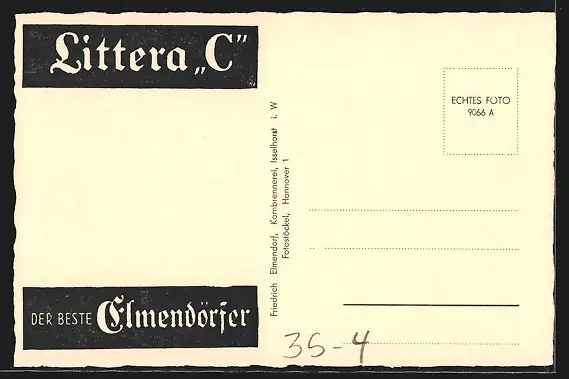 Littera „C"
DER BESTE Elmendörfer
Friedrich Elmendorf, Kornbrennerei, Isselhorst i. W
Fotostöckel, Hannover 1
ECHTES FOTO
9066 A
35-4